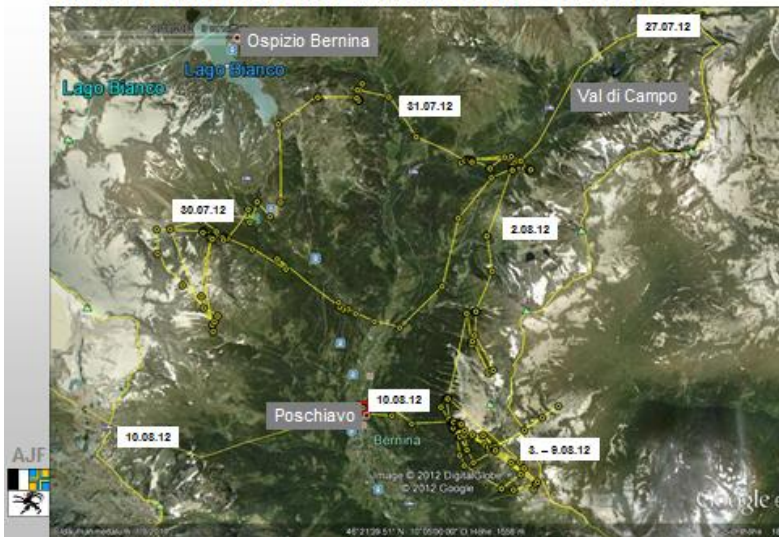 27.07.12
Ospizio Bernina
Lago Bianco
Lago Bianco
31.07.12
Val di Campo
30.07.12
2.08.12
10.08.12
Poschiavo
10.08.12
Bernina
3. – 9.08.12
AJF
Image © 2012 DigitalGlobe
© 2012 Google
Google